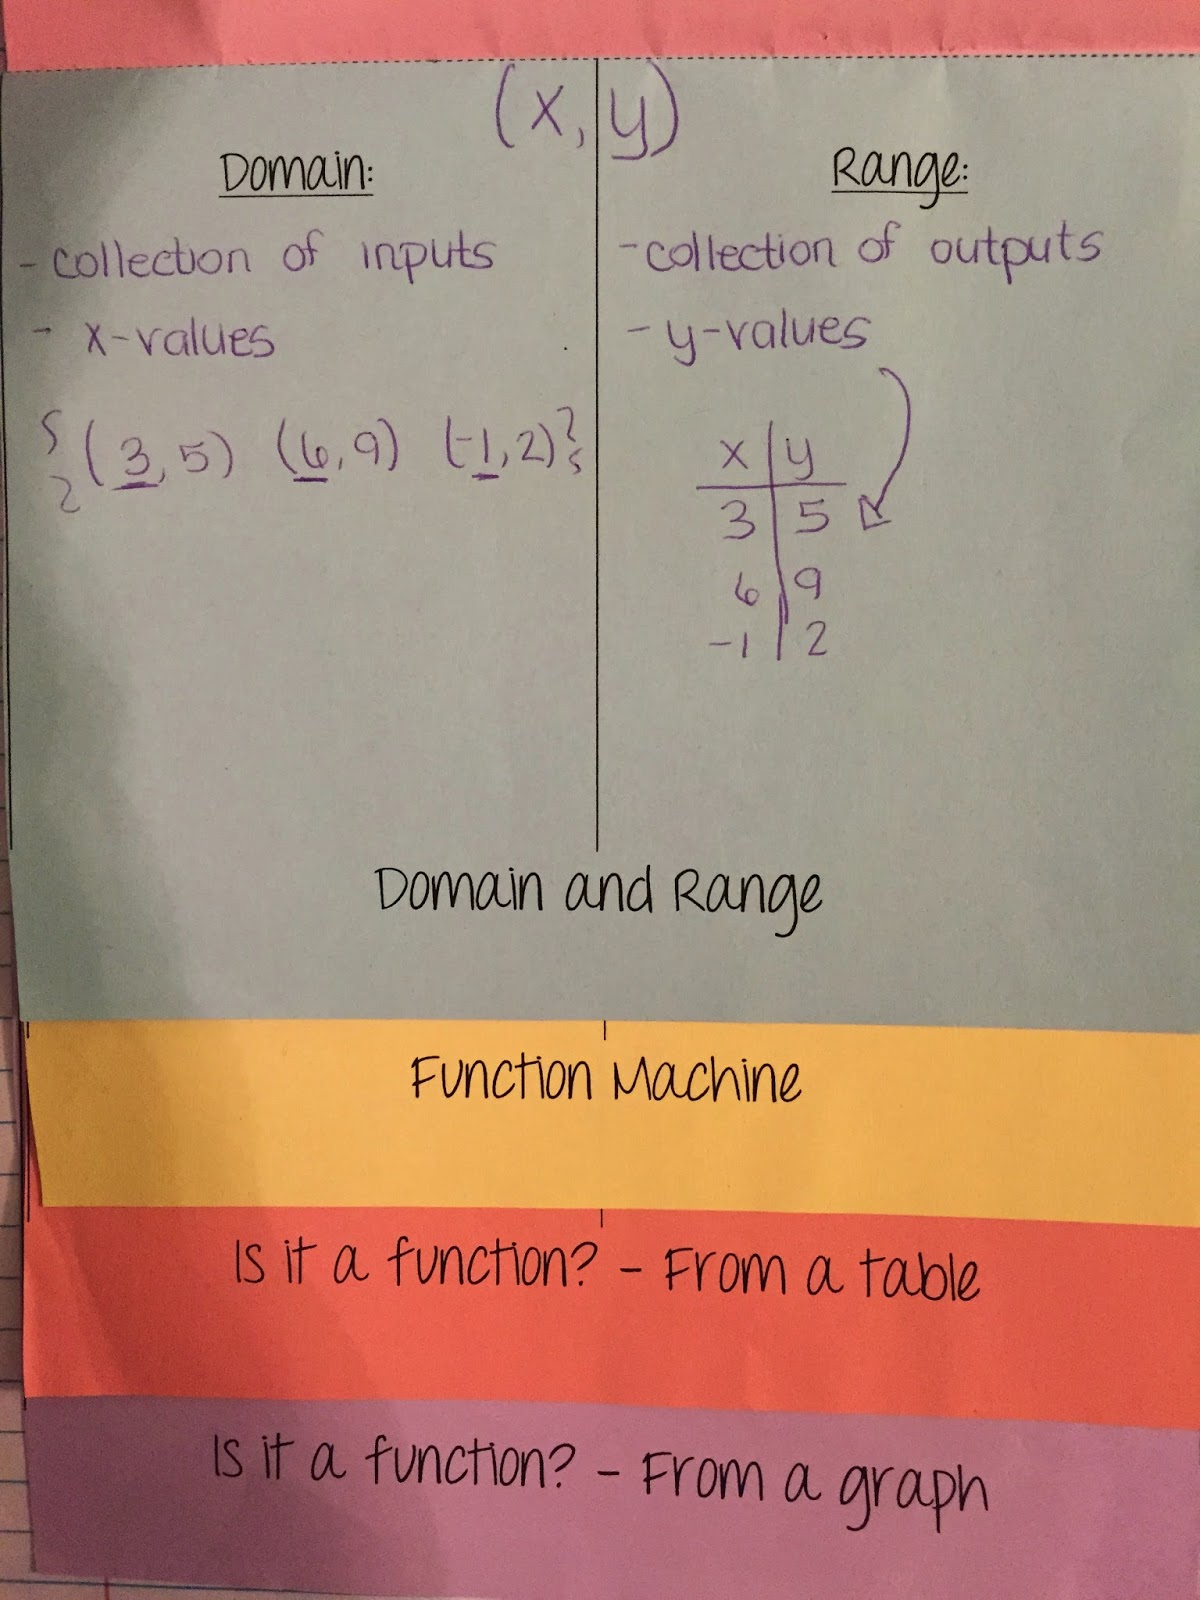 (x, y)
Domain:
- collection of inputs
- x-values
{(3, 5) (6, 9) (-1, 2)}
Range:
- collection of outputs
- y-values
x y
3 5
6 9
-1 2
Domain and Range
Function Machine
Is it a function? - From a table
Is it a function? - From a graph